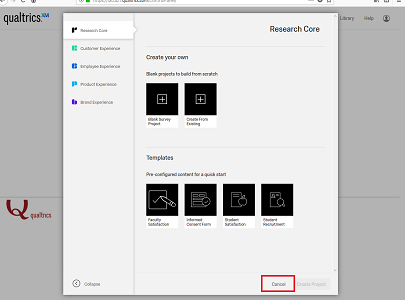 qualtrics.XM
Library
Help
Research Core
Customer Experience
Employee Experience
Product Experience
Brand Experience
Collapse
Research Core
Create your own
Blank projects to build from scratch
Blank Survey
Project
Create From
Existing
Templates
Pre-configured content for a quick start
Faculty
Satisfaction
Informed
Consent Form
Student
Satisfaction
Student
Recruitment
Cancel
Create Project
Q
qualtrics